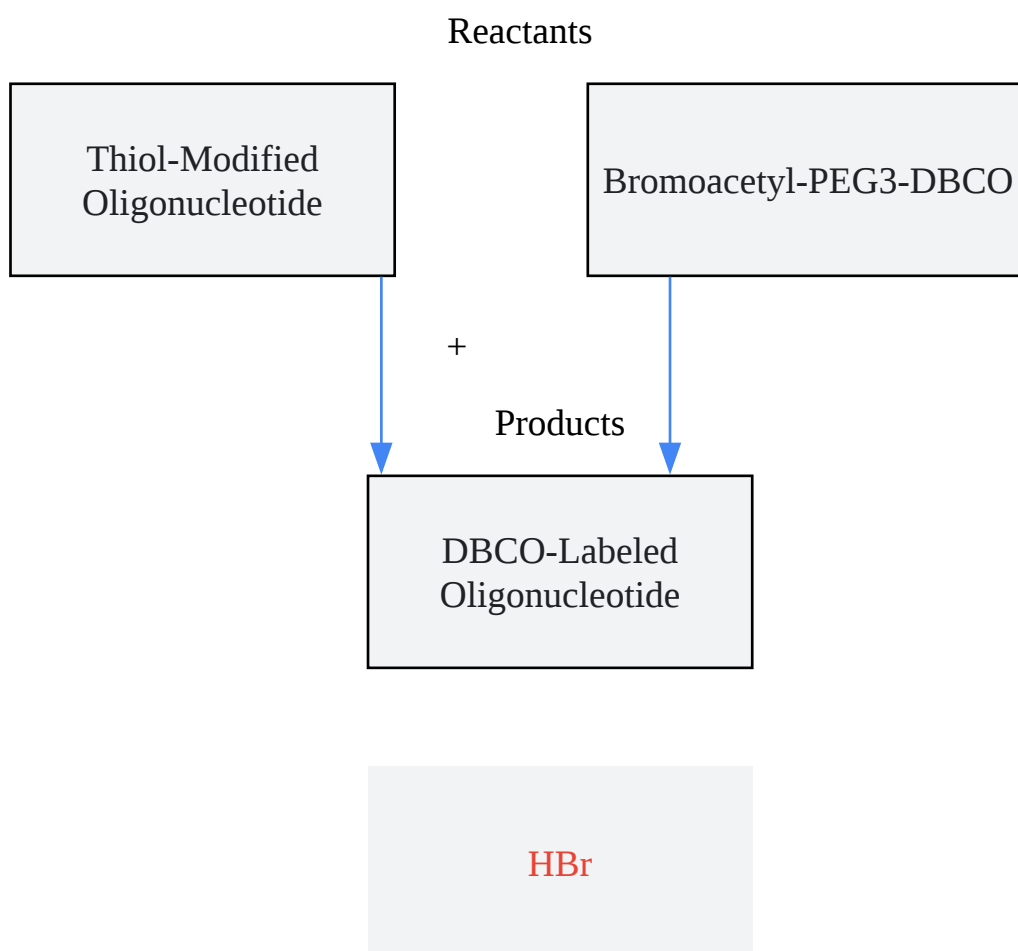 Reactants
Thiol-Modified
Oligonucleotide
Bromoacetyl-PEG3-DBCO
+
Products
DBCO-Labeled
Oligonucleotide
HBr